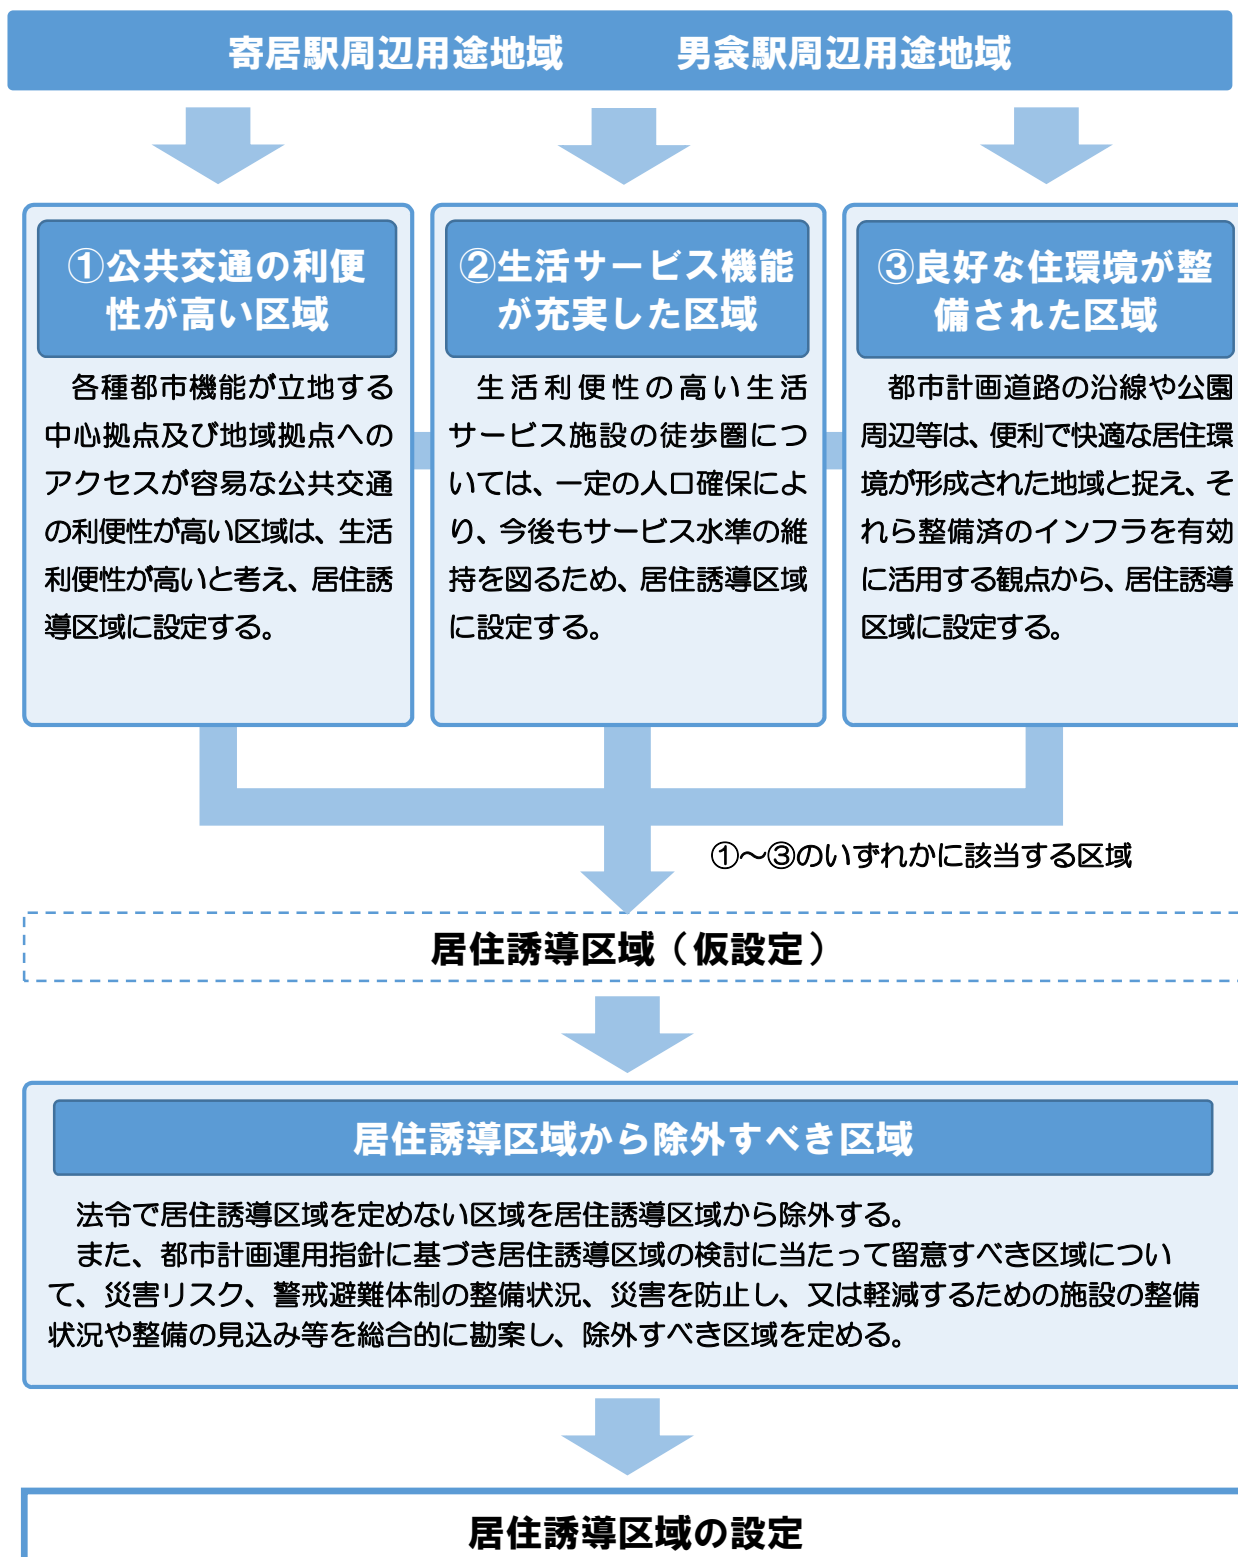 寄居駅周辺用途地域　男衾駅周辺用途地域
①公共交通の利便
性が高い区域
各種都市機能が立地する
中心拠点及び地域拠点への
アクセスが容易な公共交通
の利便性が高い区域は、生活
利便性が高いと考え、居住誘
導区域に設定する。
②生活サービス機能
が充実した区域
生活利便性の高い生活
サービス施設の徒歩圏につ
いては、一定の人口確保によ
り、今後もサービス水準の維
持を図るため、居住誘導区域
に設定する。
③良好な住環境が整
備された区域
都市計画道路の沿線や公園
周辺等は、便利で快適な居住環
境が形成された地域と捉え、そ
れら整備済のインフラを有効
に活用する観点から、居住誘導
区域に設定する。
①～③のいずれかに該当する区域
居住誘導区域（仮設定）
居住誘導区域から除外すべき区域
法令で居住誘導区域を定めない区域を居住誘導区域から除外する。
また、都市計画運用指針に基づき居住誘導区域の検討に当たって留意すべき区域につい
て、災害リスク、警戒避難体制の整備状況、災害を防止し、又は軽減するための施設の整備
状況や整備の見込み等を総合的に勘案し、除外すべき区域を定める。
居住誘導区域の設定